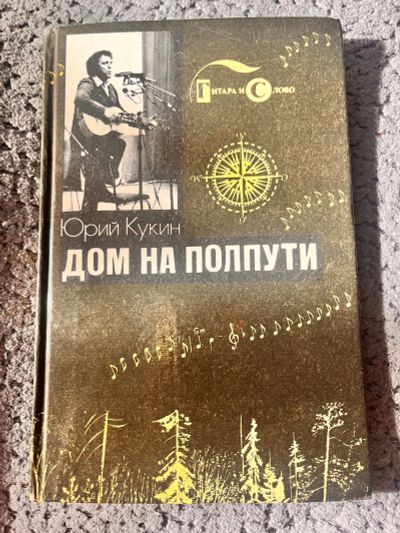 Гитара и Слово
Юрий Кукин
ДОМ НА ПОЛПУТИ